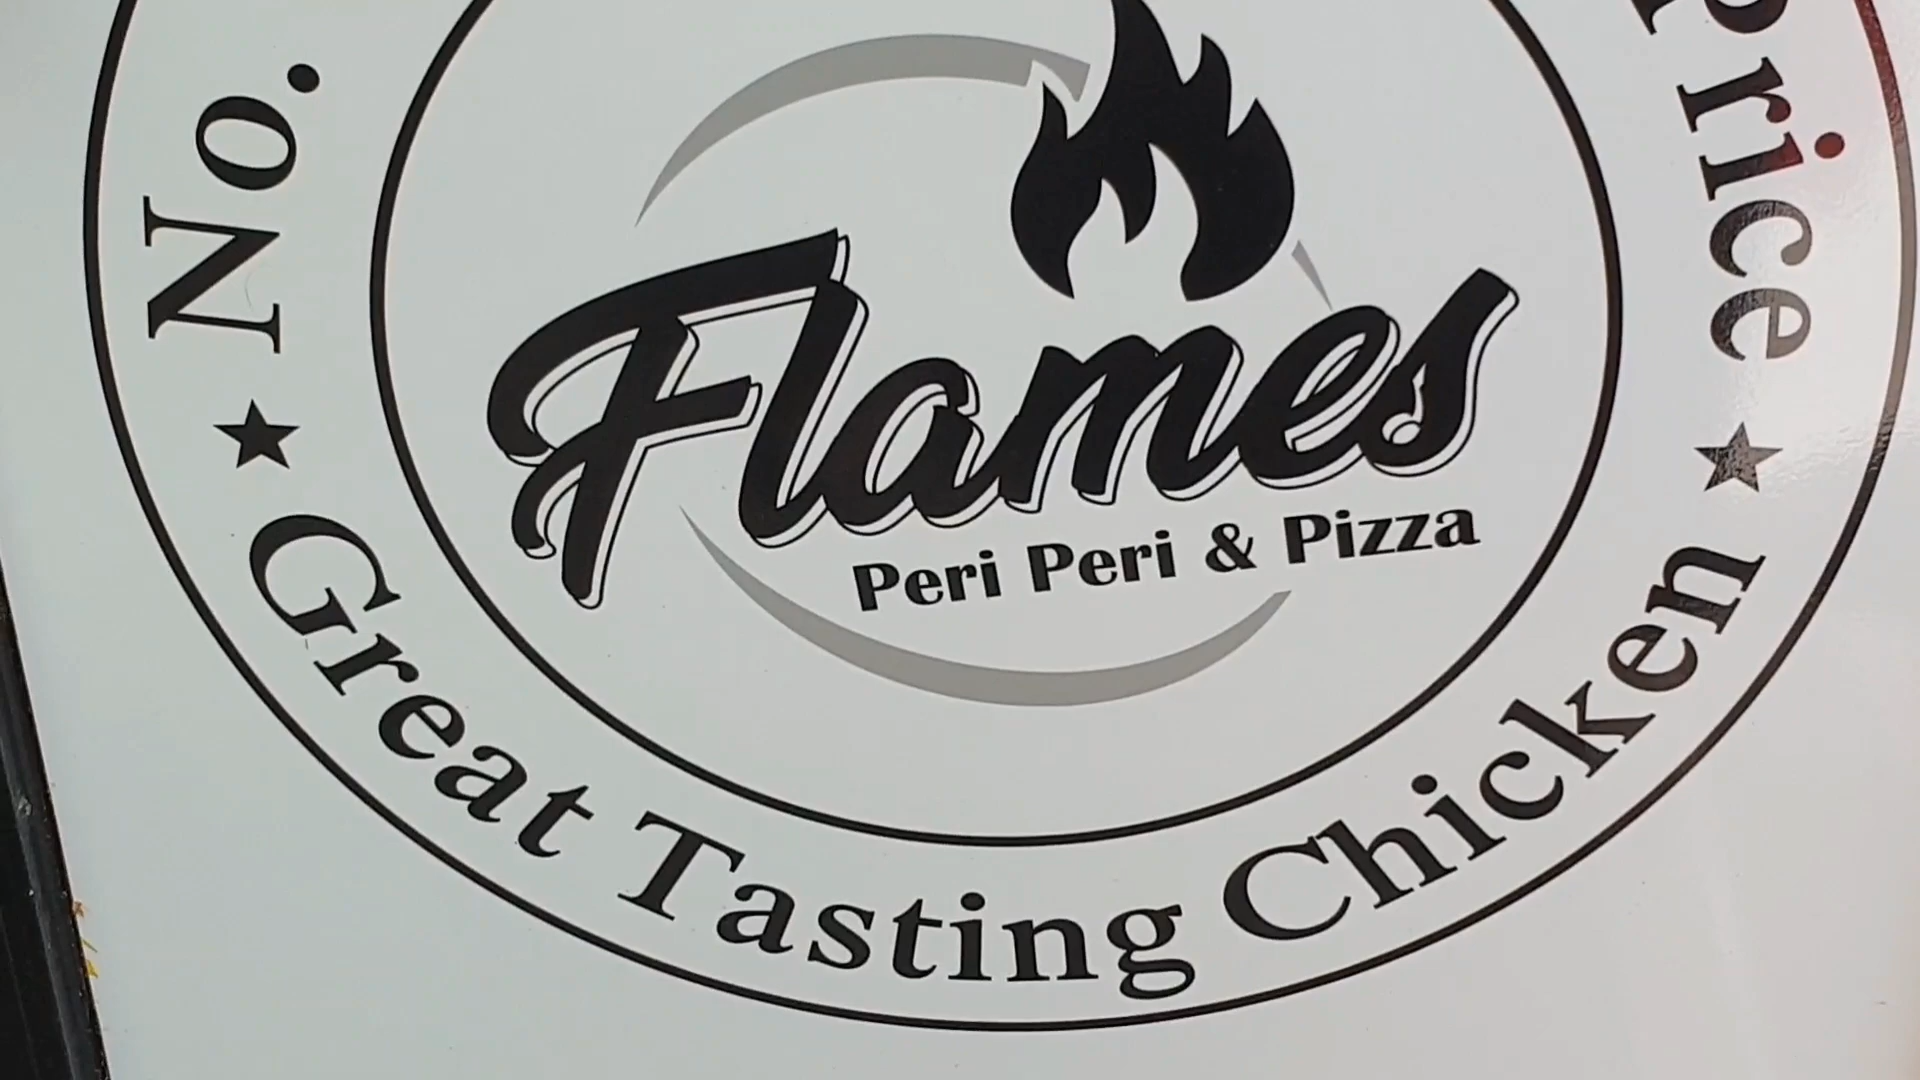 No.
Price
Flames
Peri Peri & Pizza
Great Tasting Chicken